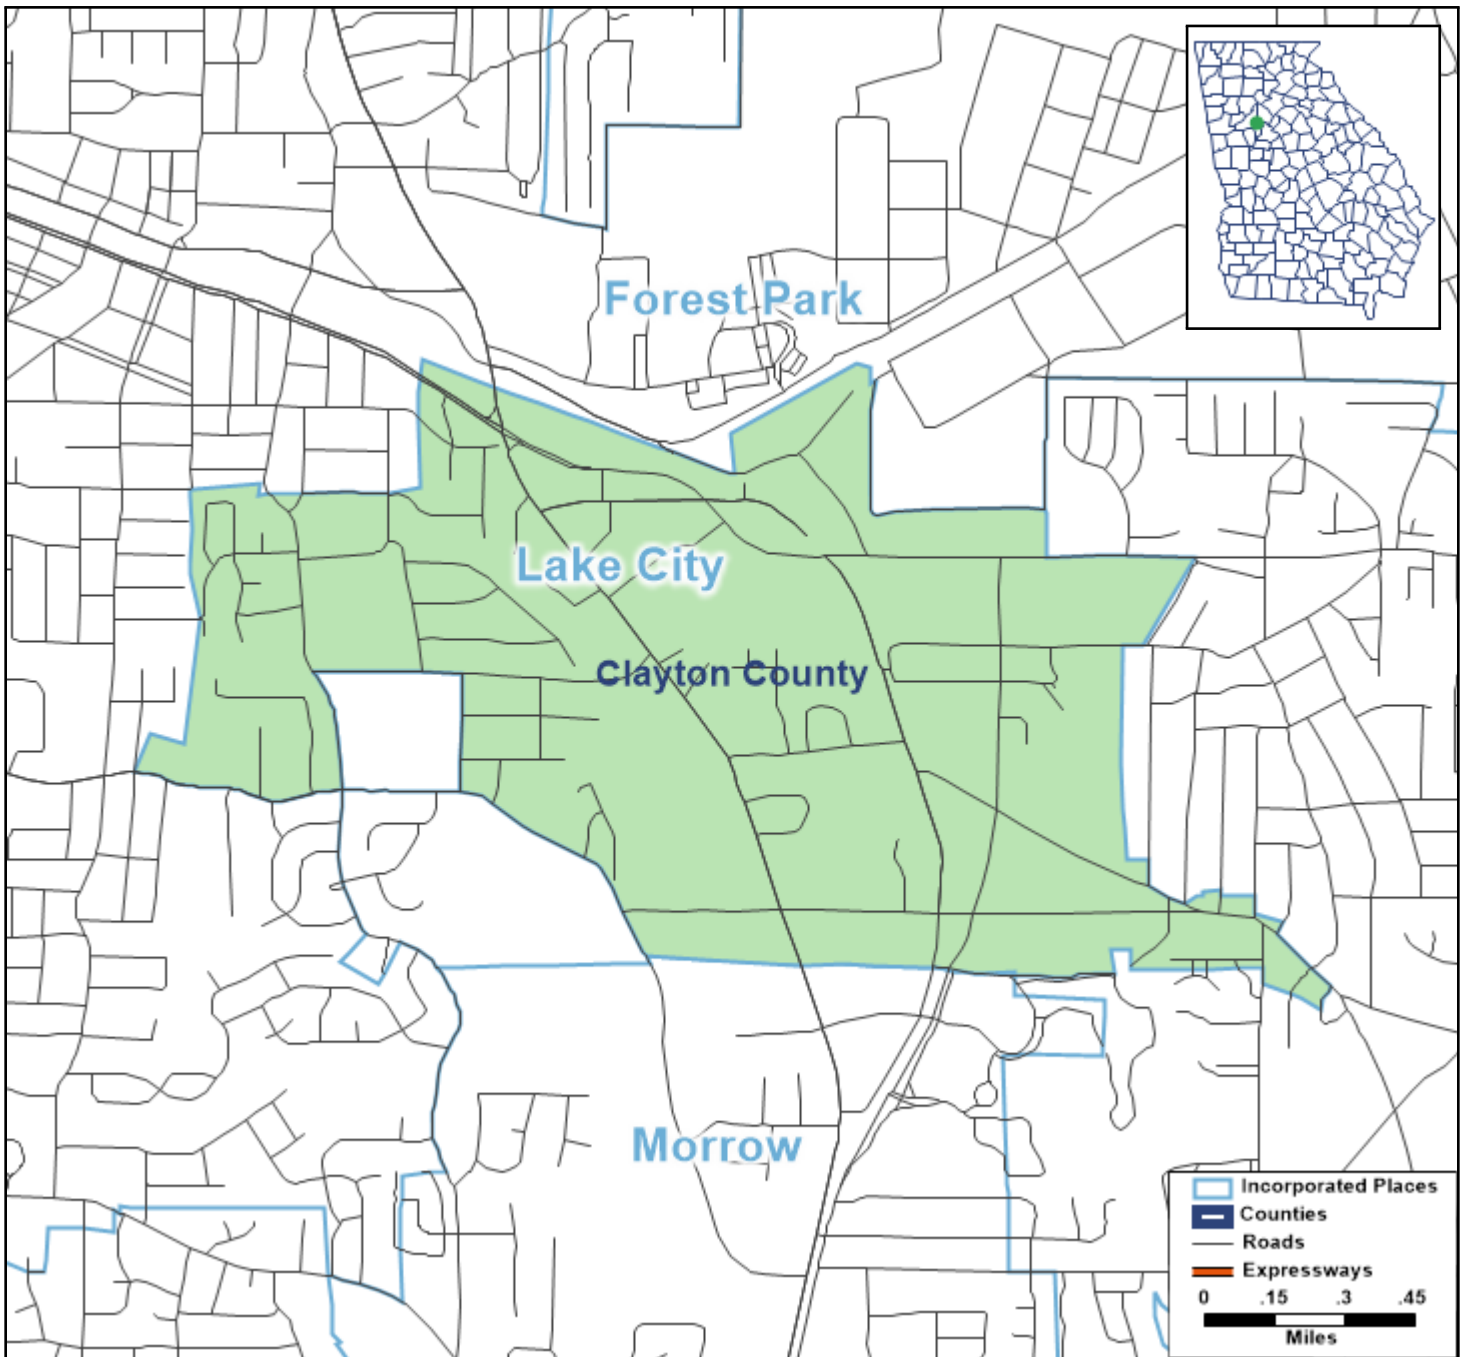 Forest Park
Lake City
Clayton County
Morrow
Incorporated Places
Counties
Roads
Expressways
0 .15 .3 .45
Miles